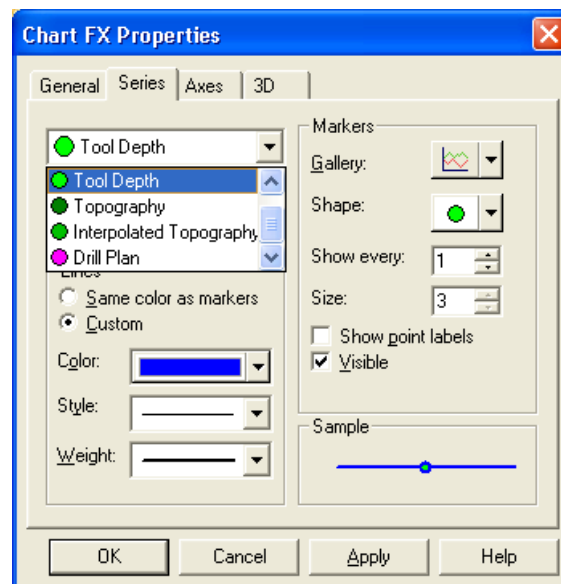 Chart FX Properties
General Series Axes 3D
Tool Depth
Tool Depth
Topography
Interpolated Topography
Drill Plan
Lines
Same color as markers
Custom
Color:
Style:
Weight:
Markers
Gallery:
Shape:
Show every: 1
Size: 3
Show point labels
Visible
Sample
OK Cancel Apply Help